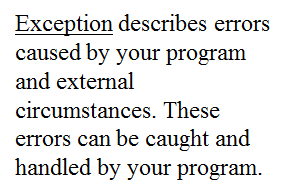 Exception describes errors
caused by your program
and external
circumstances. These
errors can be caught and
handled by your program.